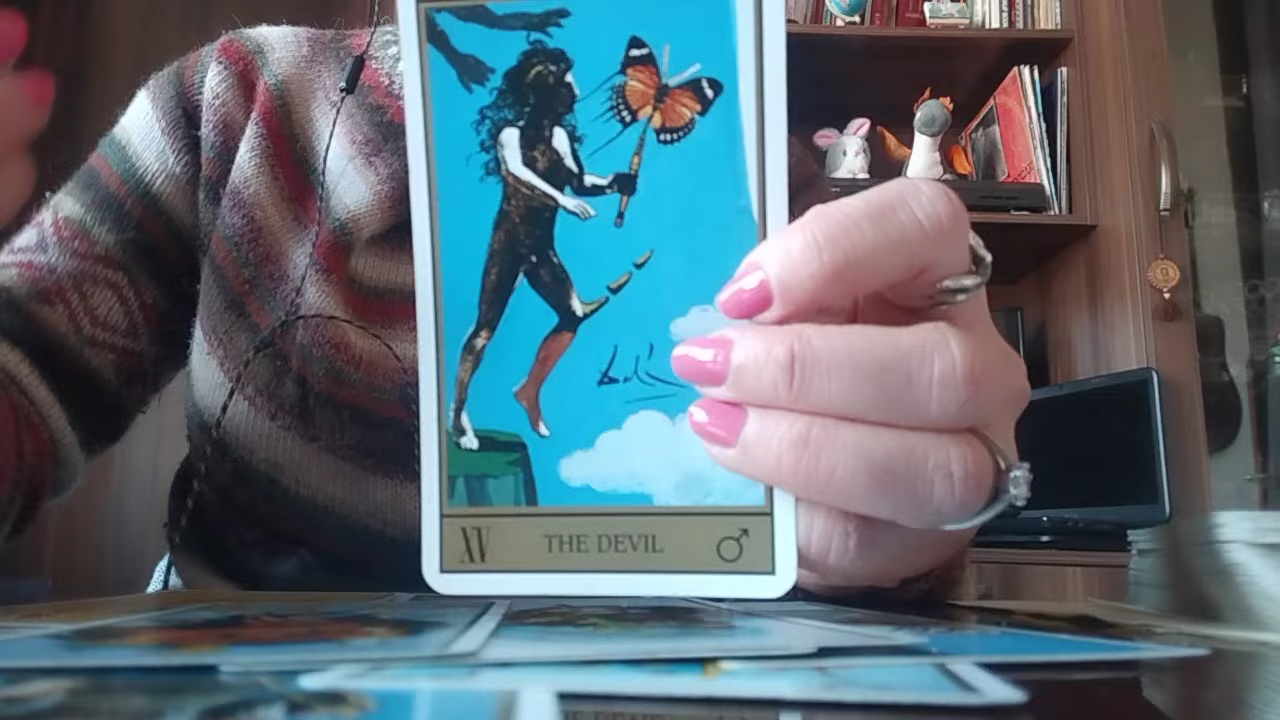 XV THE DEVIL ♂